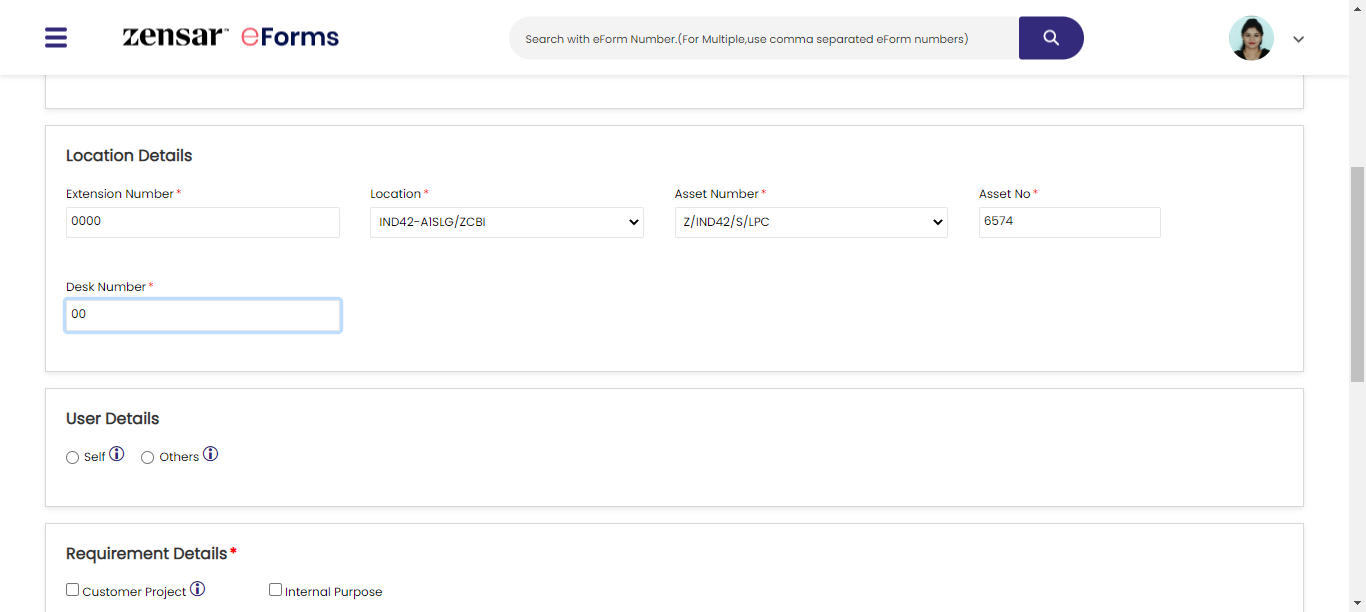 zensar™ eForms
Search with eForm Number.(For Multiple,use comma separated eForm numbers)
Location Details
Extension Number* Location* Asset Number* Asset No*
0000 IND42-A1SLG/ZCBI Z/IND42/S/LPC 6574
Desk Number*
00
User Details
Self Others
Requirement Details*
Customer Project Internal Purpose